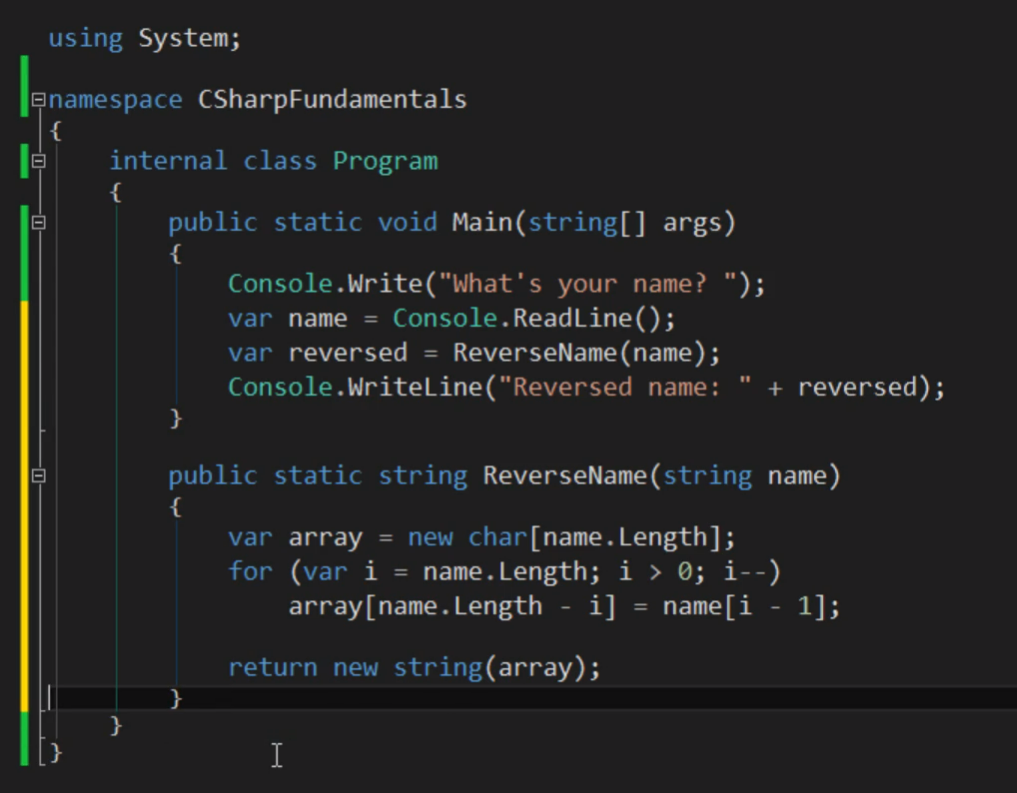 using System;
namespace CSharpFundamentals
{
internal class Program
{
public static void Main(string[] args)
{
Console.Write("What's your name? ");
var name = Console.ReadLine();
var reversed = ReverseName(name);
Console.WriteLine("Reversed name: " + reversed);
}
public static string ReverseName(string name)
{
var array = new char[name.Length];
for (var i = name.Length; i > 0; i--)
array[name.Length - i] = name[i - 1];
return new string(array);
}
}
}